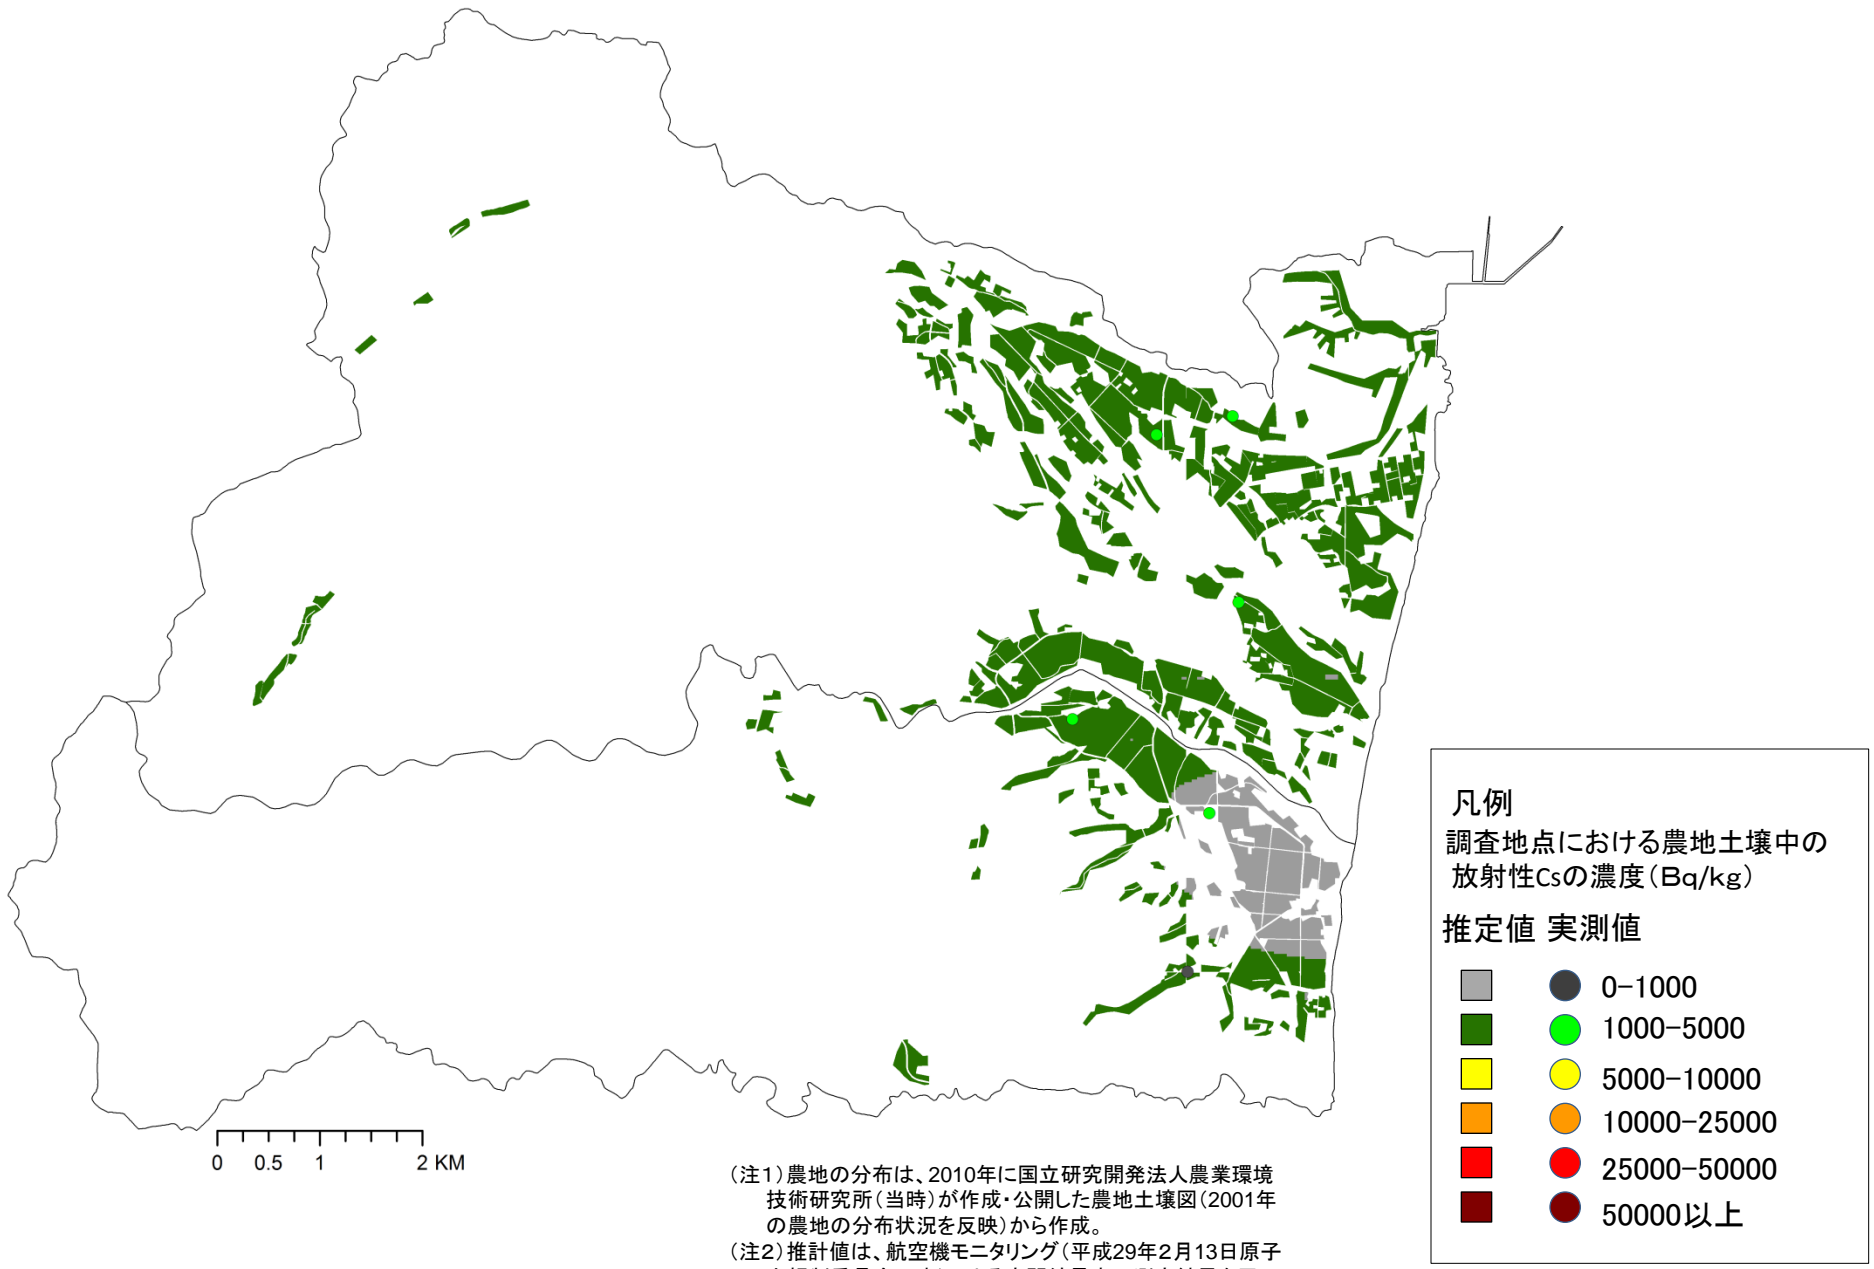 凡例
調査地点における農地土壌中の
放射性Csの濃度(Bq/kg)
推定値 実測値
0-1000
1000-5000
5000-10000
10000-25000
25000-50000
50000以上
0 0.5 1 2 KM
(注1)農地の分布は、2010年に国立研究開発法人農業環境
技術研究所(当時)が作成・公開した農地土壌図(2001年
の農地の分布状況を反映)から作成。
(注2)推計値は、航空機モニタリング(平成29年2月13日原子